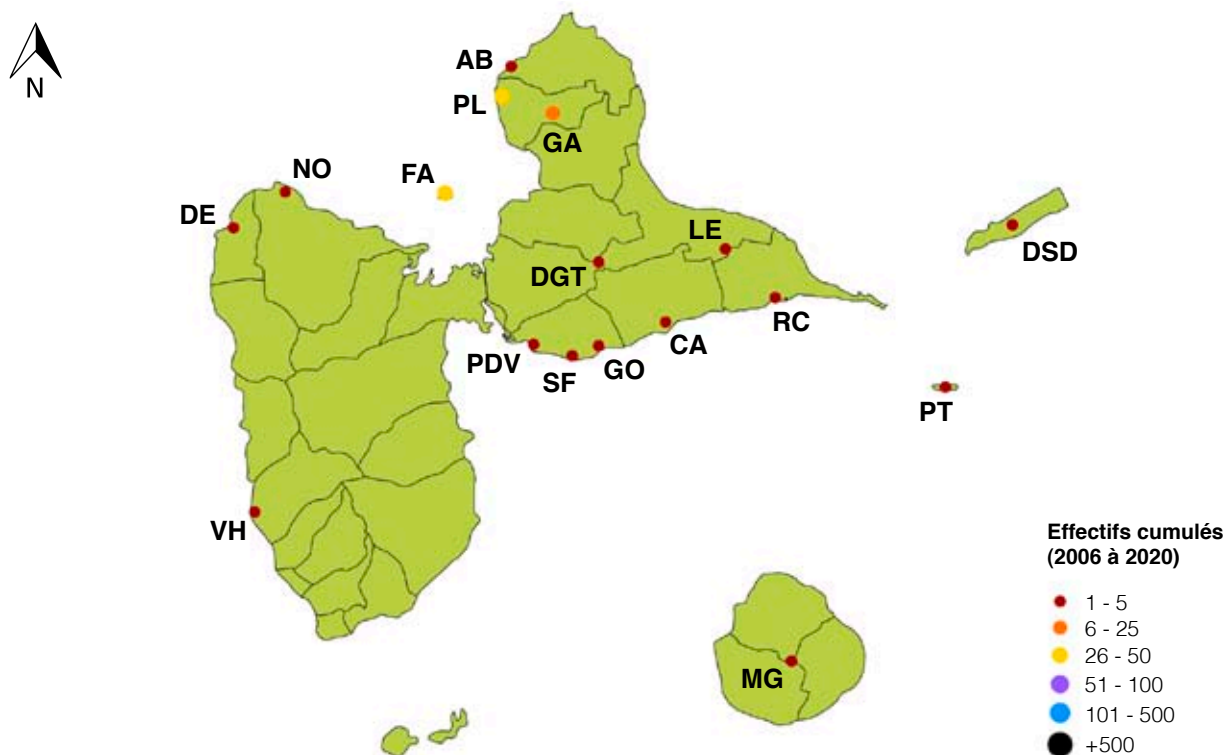 N
AB
PL
GA
NO
FA
DE
LE
DSD
DGT
RC
CA
PDV
GO
SF
PT
VH
MG
Effectifs cumulés
(2006 à 2020)
1 - 5
6 - 25
26 - 50
51 - 100
101 - 500
+500